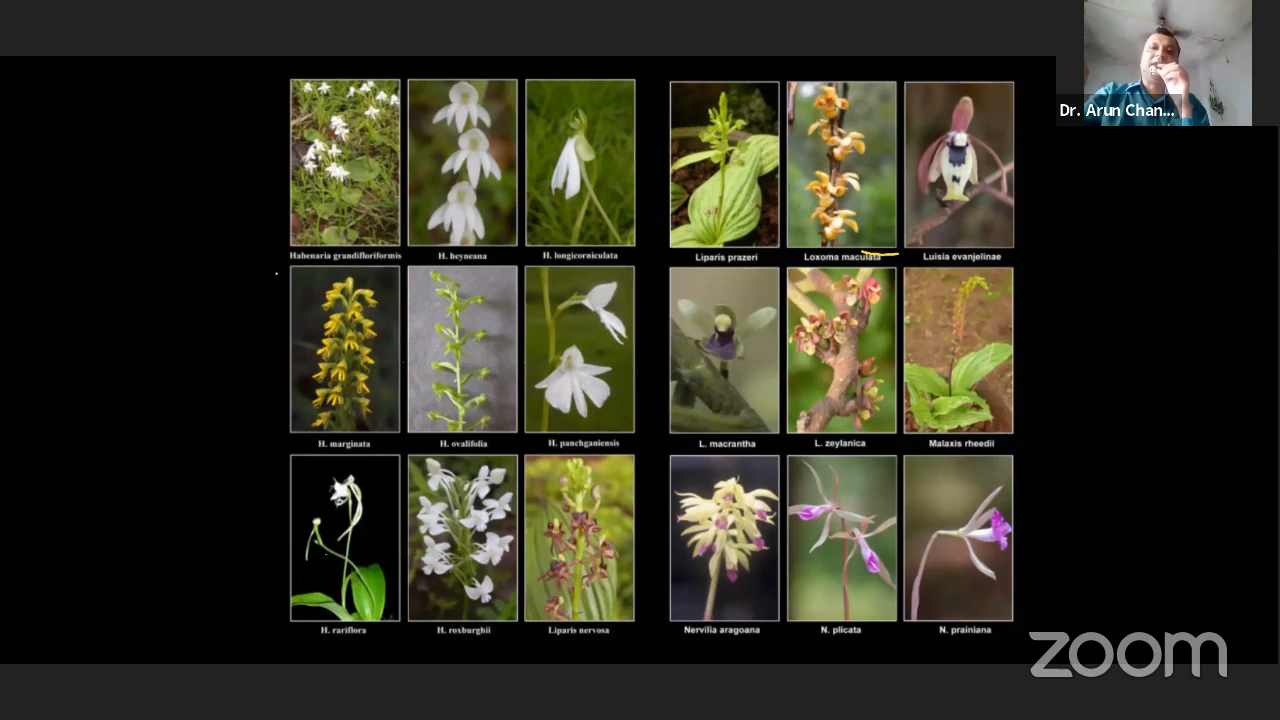 Dr. Arun Chan...
Habenaria grandifloriformis
H. heyneana
H. longicorniculata
Liparis prazeri
Loxoma maculata
Luisia evanjelinae
H. marginata
H. ovalifolia
H. panchganiensis
L. macrantha
L. zeylanica
Malaxis rheedii
H. rariflora
H. roxburghii
Liparis nervosa
Nervilia aragoana
N. plicata
N. prainiana
zoom